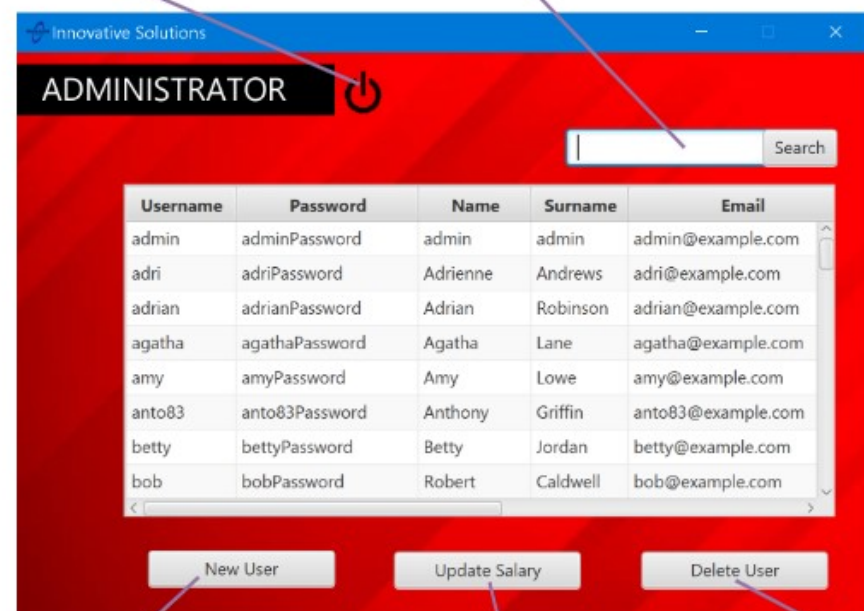 Innovative Solutions
ADMINISTRATOR
Search
Username Password Name Surname Email
admin adminPassword admin admin admin@example.com
adri adriPassword Adrienne Andrews adri@example.com
adrian adrianPassword Adrian Robinson adrian@example.com
agatha agathaPassword Agatha Lane agatha@example.com
amy amyPassword Amy Lowe amy@example.com
anto83 anto83Password Anthony Griffin anto83@example.com
betty bettyPassword Betty Jordan betty@example.com
bob bobPassword Robert Caldwell bob@example.com
New User Update Salary Delete User